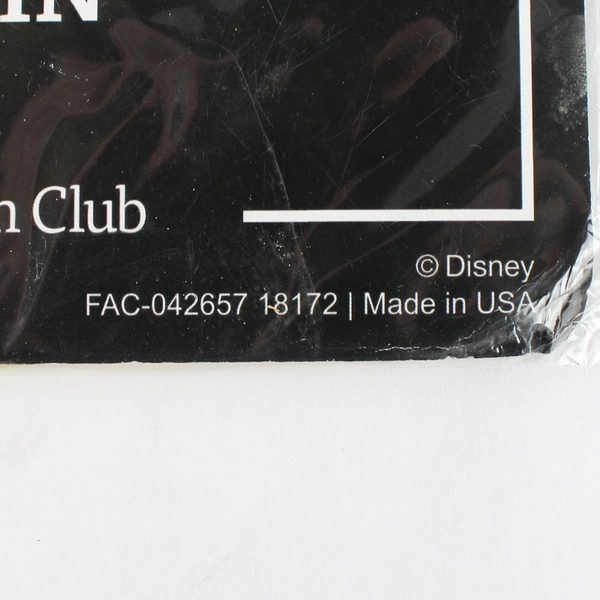 Club
© Disney
FAC-042657 18172 | Made in USA